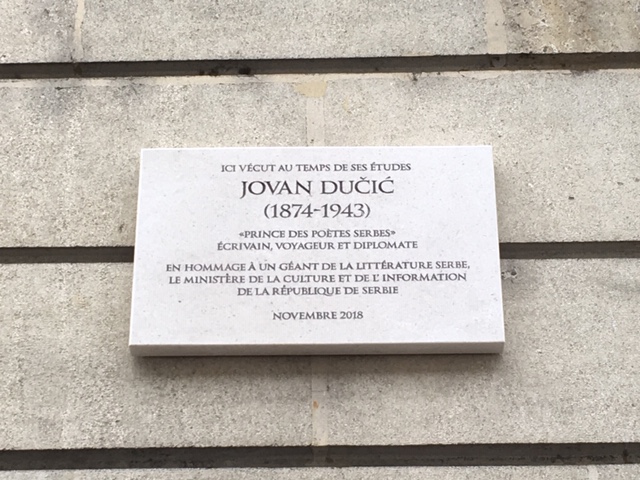 ICI VÉCUT AU TEMPS DE SES ÉTUDES
JOVAN DUČIĆ
(1874-1943)
«PRINCE DES POÈTES SERBES»
ÉCRIVAIN, VOYAGEUR ET DIPLOMATE
EN HOMMAGE À UN GÉANT DE LA LITTÉRATURE SERBE,
LE MINISTÈRE DE LA CULTURE ET DE L' INFORMATION
DE LA RÉPUBLIQUE DE SERBIE
NOVEMBRE 2018